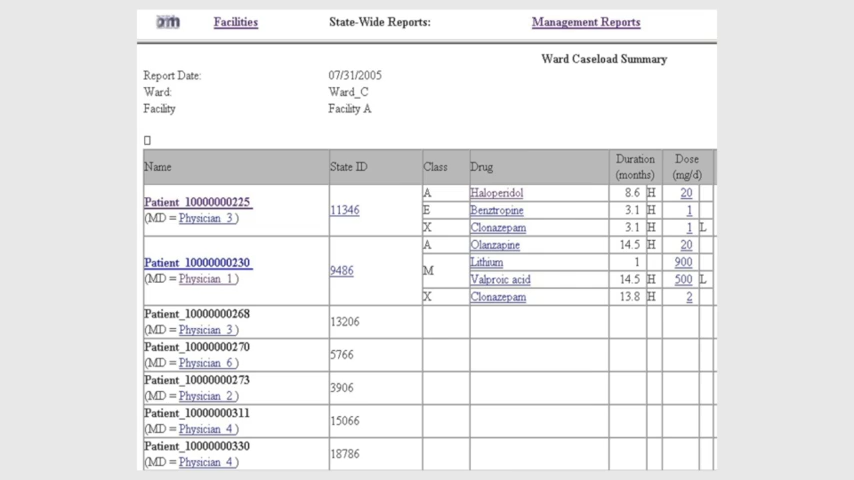 Facilities State-Wide Reports: Management Reports
Ward Caseload Summary
Report Date: 07/31/2005
Ward: Ward_C
Facility Facility A
Name State ID Class Drug Duration (months) Dose (mg/d)
Patient_10000000225
(MD = Physician_3) 11346
A Haloperidol 8.6 H 20
E Benztropine 3.1 H 1
X Clonazepam 3.1 H 1 L
Patient_10000000230
(MD = Physician_1) 9486
A Olanzapine 14.5 H 20
M Lithium 1 900
Valproic acid 14.5 H 500 L
X Clonazepam 13.8 H 2
Patient_10000000268
(MD = Physician_3) 13206
Patient_10000000270
(MD = Physician_6) 5766
Patient_10000000273
(MD = Physician_2) 3906
Patient_10000000311
(MD = Physician_4) 15066
Patient_10000000330
(MD = Physician_4) 18786